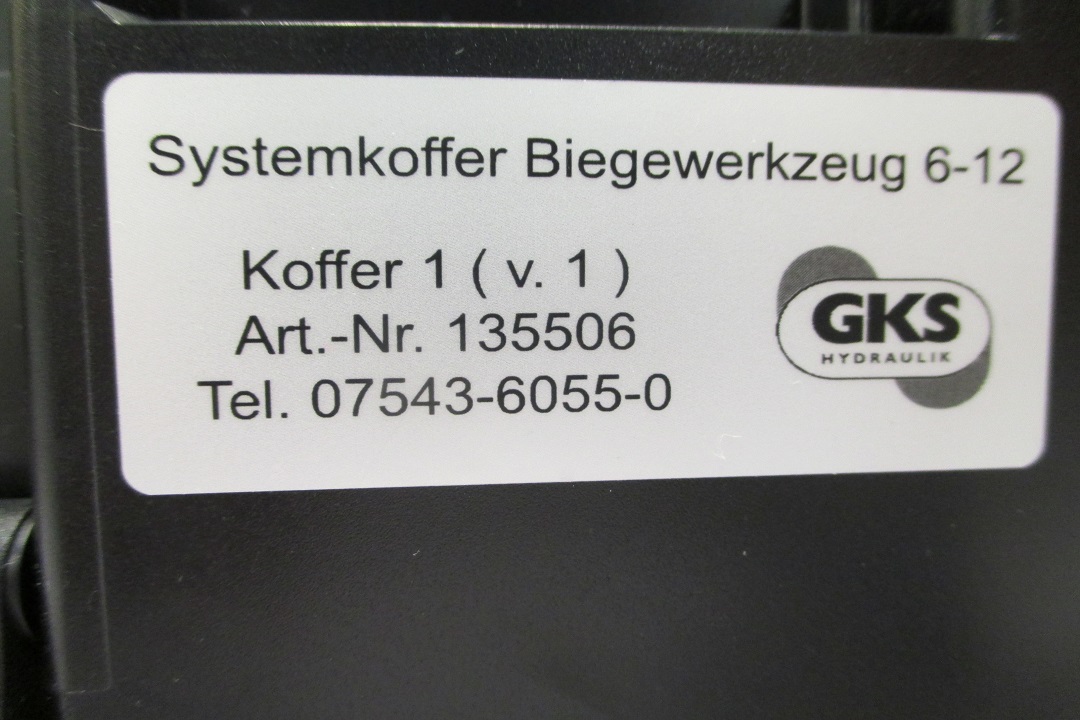 Systemkoffer Biegewerkzeug 6-12
Koffer 1 ( v. 1 )
Art.-Nr. 135506
Tel. 07543-6055-0
GKS
HYDRAULIK